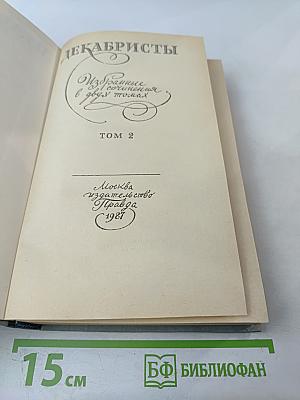 ДЕКАБРИСТЫ
Избранные
сочинения
в двух томах
ТОМ 2
Москва
издательство
Правда
1987
15 см
БФ БИБЛИОФАН